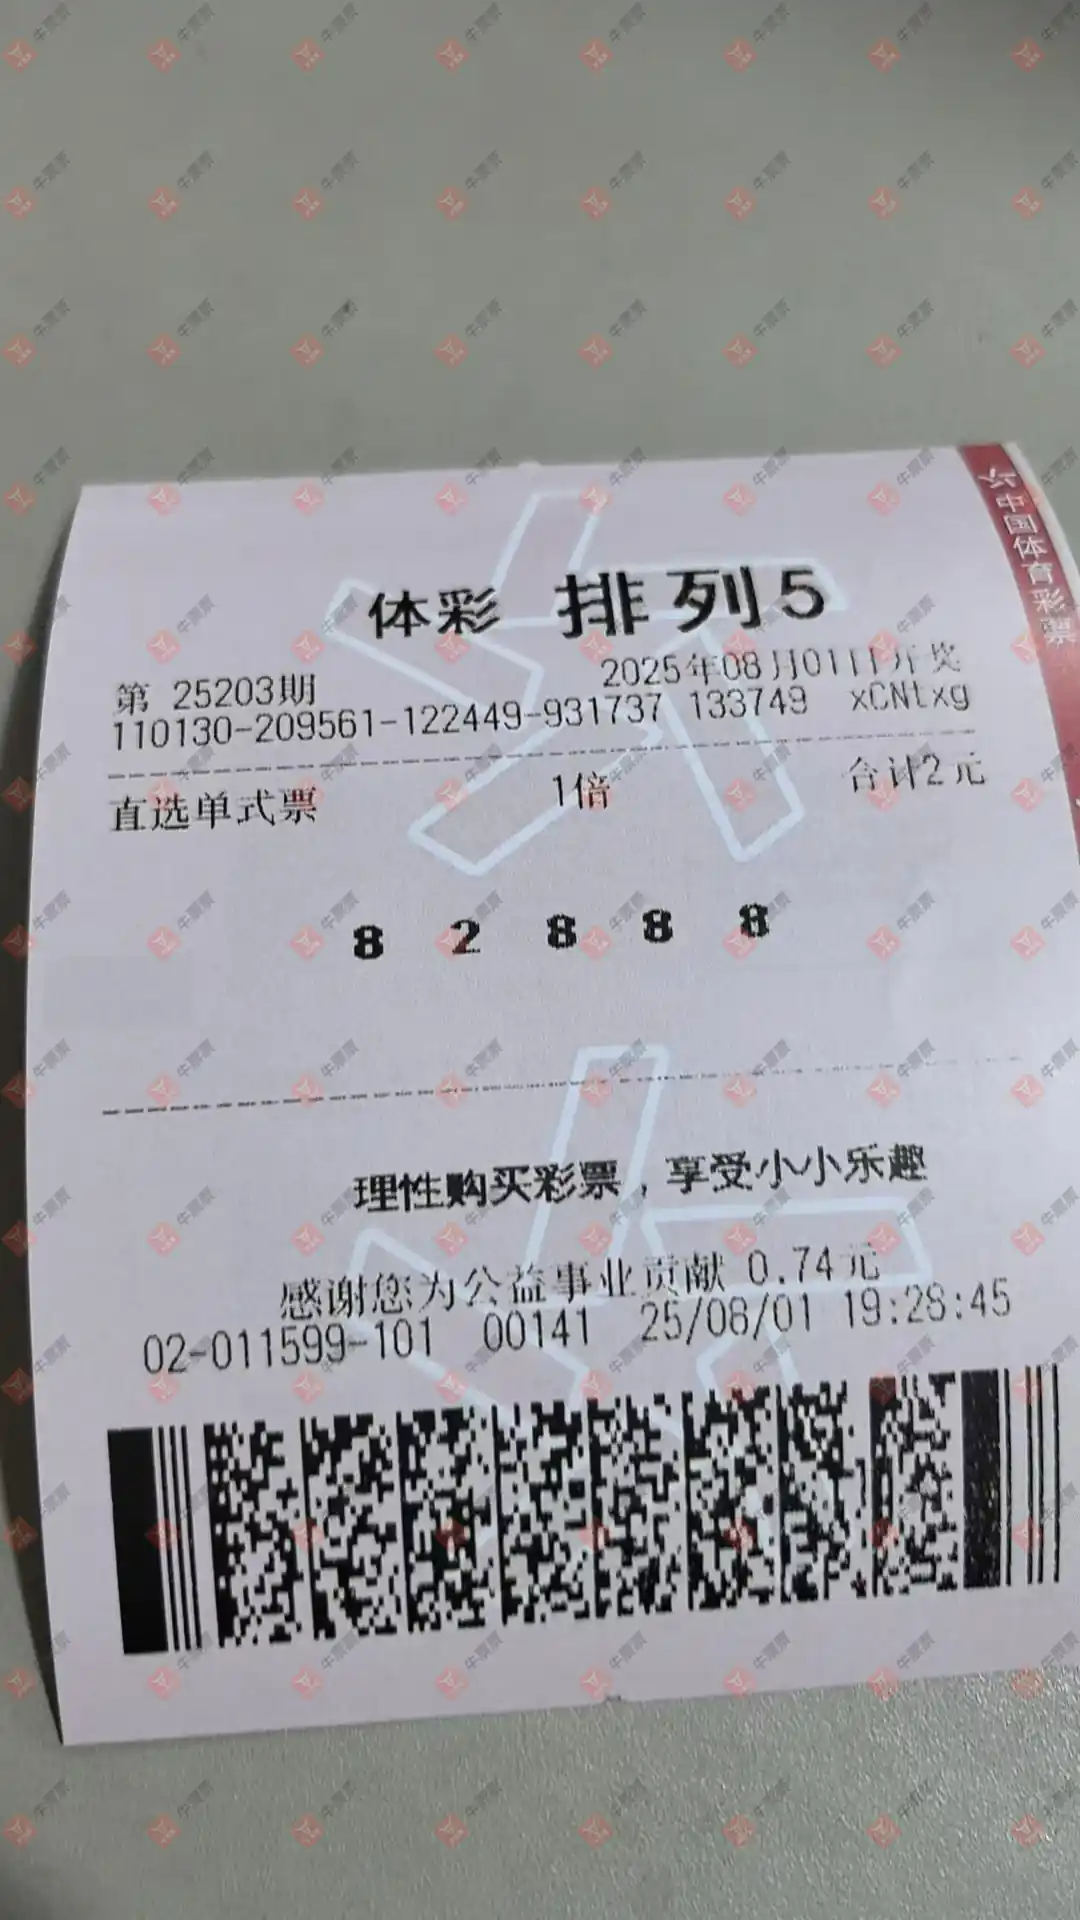 中国体育彩票
体彩 排列5
第 25203期 2025年08月01日开奖
110130-209561-122449-931737 133749 xCNtxg
直选单式票 1倍 合计2元
8 2 8 8 8
理性购买彩票，享受小小乐趣
感谢您为公益事业贡献 0.74元
02-011599-101 00141 25/08/01 19:28:45
牛票票